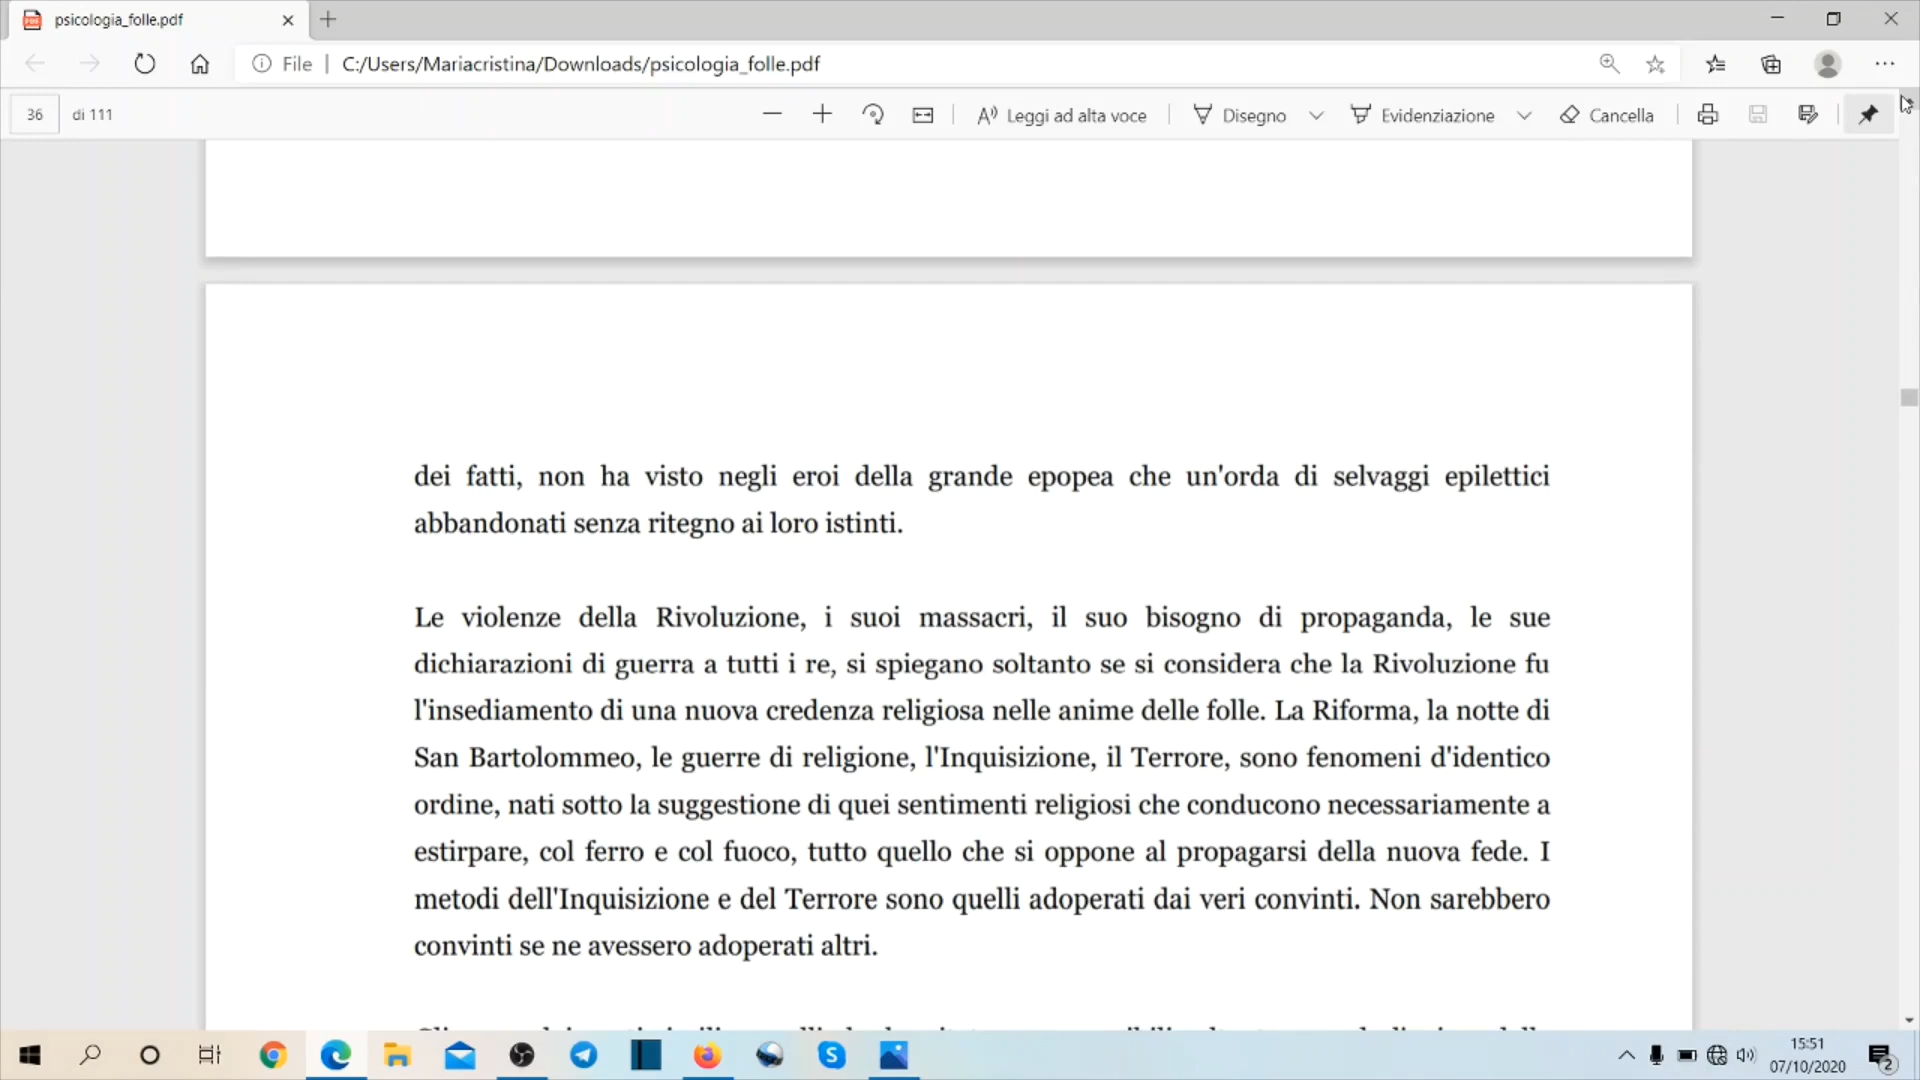 psicologia_folle.pdf
File | C:/Users/Mariacristina/Downloads/psicologia_folle.pdf
36 di 111 Leggi ad alta voce Disegno Evidenziazione Cancella
dei fatti, non ha visto negli eroi della grande epopea che un'orda di selvaggi epilettici
abbandonati senza ritegno ai loro istinti.
Le violenze della Rivoluzione, i suoi massacri, il suo bisogno di propaganda, le sue
dichiarazioni di guerra a tutti i re, si spiegano soltanto se si considera che la Rivoluzione fu
l'insediamento di una nuova credenza religiosa nelle anime delle folle. La Riforma, la notte di
San Bartolommeo, le guerre di religione, l'Inquisizione, il Terrore, sono fenomeni d'identico
ordine, nati sotto la suggestione di quei sentimenti religiosi che conducono necessariamente a
estirpare, col ferro e col fuoco, tutto quello che si oppone al propagarsi della nuova fede. I
metodi dell'Inquisizione e del Terrore sono quelli adoperati dai veri convinti. Non sarebbero
convinti se ne avessero adoperati altri.
15:51
07/10/2020
2